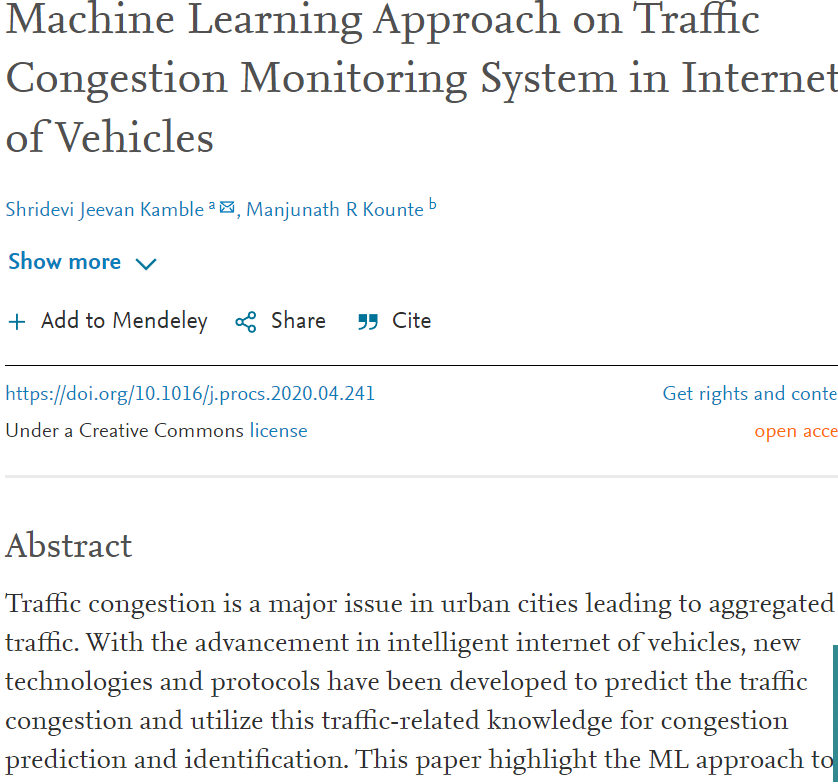 Machine Learning Approach on Traffic
Congestion Monitoring System in Internet
of Vehicles
Shridevi Jeevan Kamble a, Manjunath R Kounte b
Show more
Add to Mendeley Share Cite
https://doi.org/10.1016/j.procs.2020.04.241 Get rights and conte
Under a Creative Commons license open acce
Abstract
Traffic congestion is a major issue in urban cities leading to aggregated
traffic. With the advancement in intelligent internet of vehicles, new
technologies and protocols have been developed to predict the traffic
congestion and utilize this traffic-related knowledge for congestion
prediction and identification. This paper highlight the ML approach to